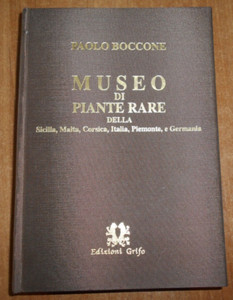 PAOLO BOCCONE
MUSEO
DI
PIANTE RARE
DELLA
Sicilia, Malta, Corsica, Italia, Piemonte, e Germania
Edizioni Grifo